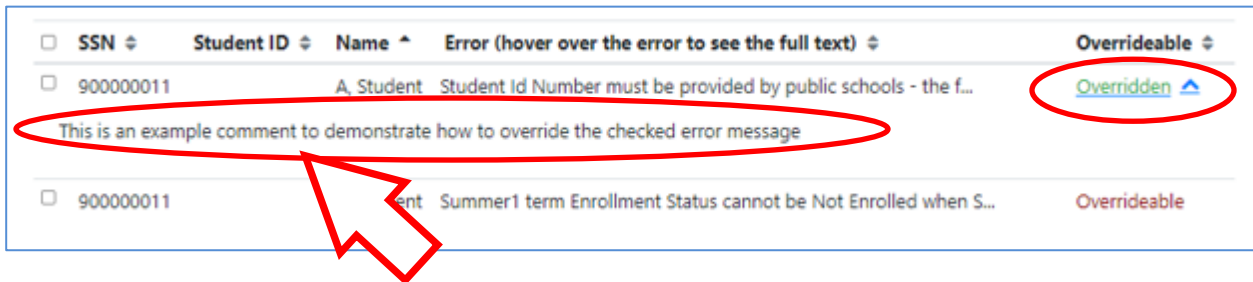 SSN Student ID Name Error (hover over the error to see the full text) Overrideable
900000011 A, Student Student Id Number must be provided by public schools - the f... Overridden
This is an example comment to demonstrate how to override the checked error message
900000011 ent Summer1 term Enrollment Status cannot be Not Enrolled when S... Overrideable